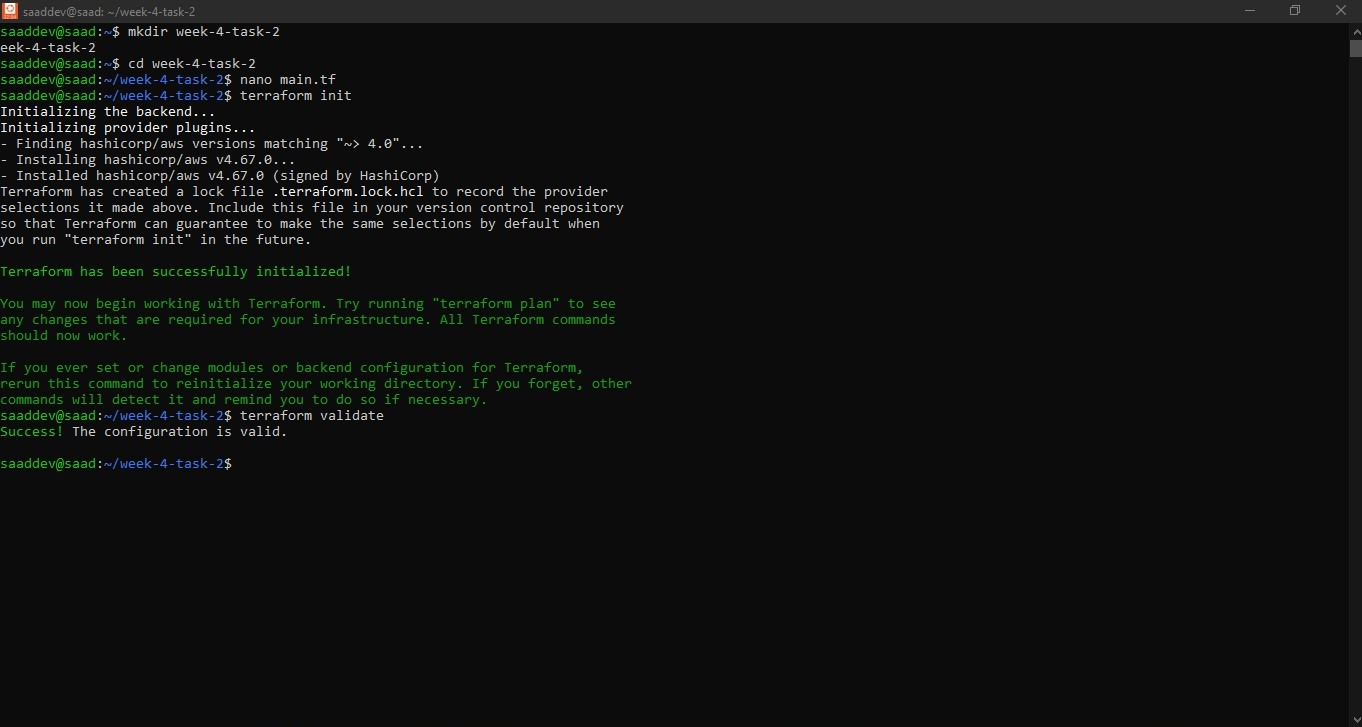 saaddev@saad: ~/week-4-task-2
saaddev@saad:~$ mkdir week-4-task-2
eek-4-task-2
saaddev@saad:~$ cd week-4-task-2
saaddev@saad:~/week-4-task-2$ nano main.tf
saaddev@saad:~/week-4-task-2$ terraform init
Initializing the backend...
Initializing provider plugins...
- Finding hashicorp/aws versions matching "~> 4.0"...
- Installing hashicorp/aws v4.67.0...
- Installed hashicorp/aws v4.67.0 (signed by HashiCorp)
Terraform has created a lock file .terraform.lock.hcl to record the provider
selections it made above. Include this file in your version control repository
so that Terraform can guarantee to make the same selections by default when
you run "terraform init" in the future.
Terraform has been successfully initialized!
You may now begin working with Terraform. Try running "terraform plan" to see
any changes that are required for your infrastructure. All Terraform commands
should now work.
If you ever set or change modules or backend configuration for Terraform,
rerun this command to reinitialize your working directory. If you forget, other
commands will detect it and remind you to do so if necessary.
saaddev@saad:~/week-4-task-2$ terraform validate
Success! The configuration is valid.
saaddev@saad:~/week-4-task-2$